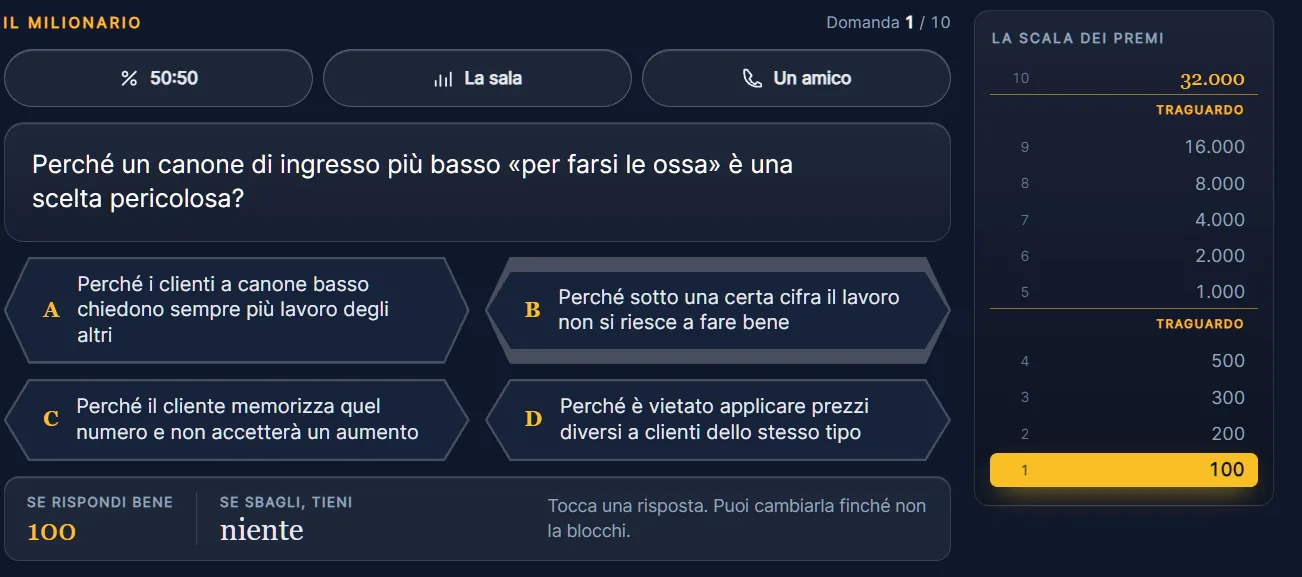 IL MILIONARIO
Domanda 1 / 10
50:50
La sala
Un amico
Perché un canone di ingresso più basso «per farsi le ossa» è una
scelta pericolosa?
A
Perché i clienti a canone basso
chiedono sempre più lavoro degli
altri
B
Perché sotto una certa cifra il lavoro
non si riesce a fare bene
C
Perché il cliente memorizza quel
numero e non accetterà un aumento
D
Perché è vietato applicare prezzi
diversi a clienti dello stesso tipo
SE RISPONDI BENE
100
SE SBAGLI, TIENI
niente
Tocca una risposta. Puoi cambiarla finché non
la blocchi.
LA SCALA DEI PREMI
10 32.000
TRAGUARDO
9 16.000
8 8.000
7 4.000
6 2.000
5 1.000
TRAGUARDO
4 500
3 300
2 200
1 100